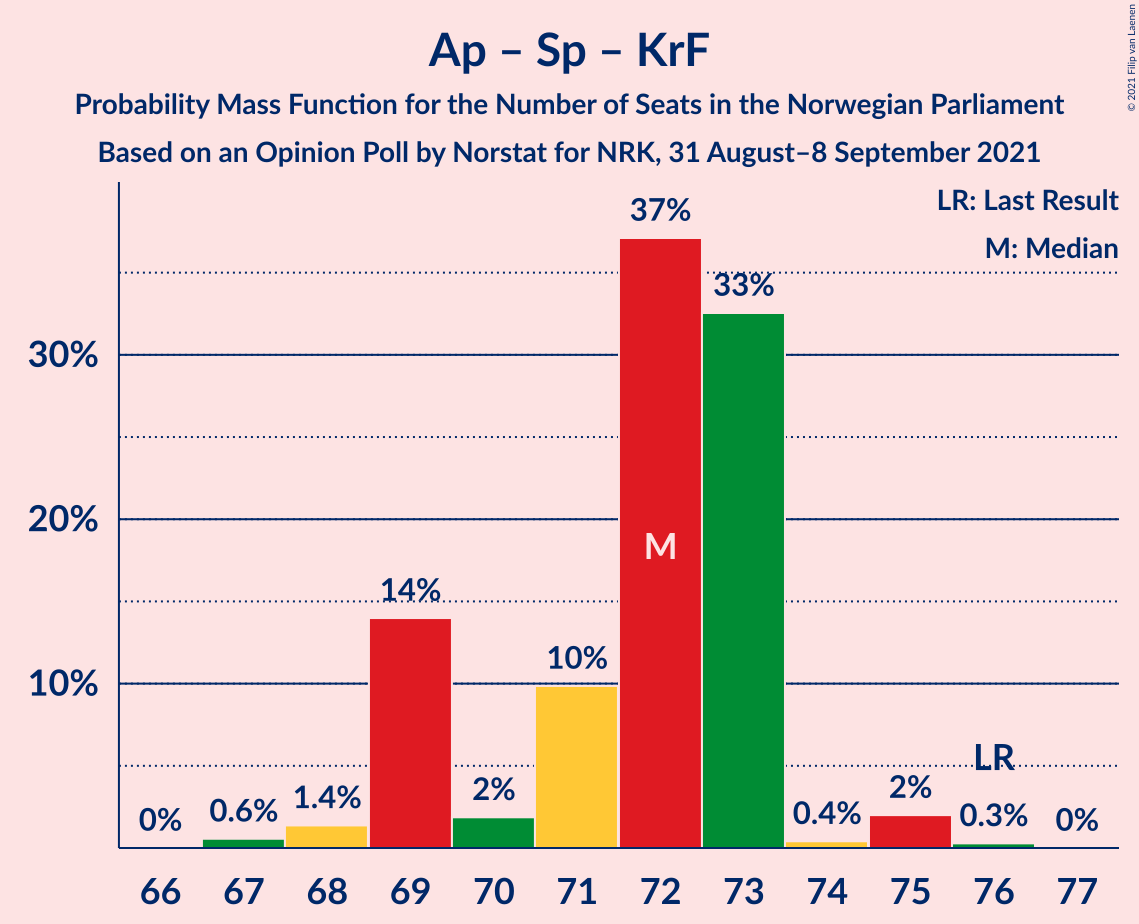 Ap – Sp – KrF
Probability Mass Function for the Number of Seats in the Norwegian Parliament
Based on an Opinion Poll by Norstat for NRK, 31 August–8 September 2021
© 2021 Filip van Laenen
LR: Last Result
M: Median
37%
33%
30%
20%
M
14%
10%
10%
LR
0%
0.6%
1.4%
2%
0.4%
2%
0.3%
0%
66 67 68 69 70 71 72 73 74 75 76 77